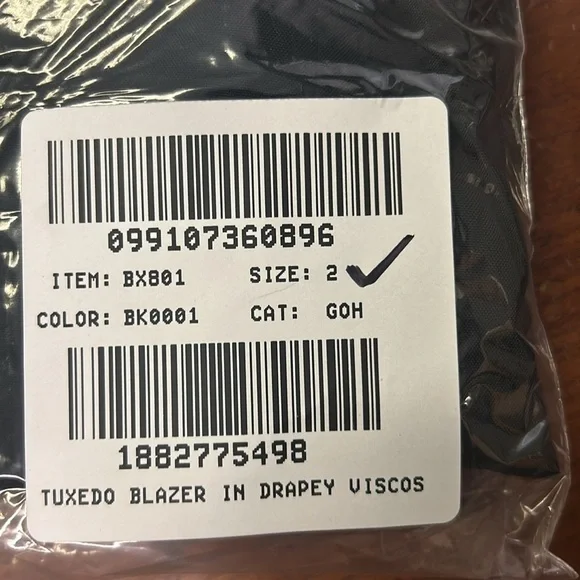 099107360896
ITEM: BX801 SIZE: 2
COLOR: BK0001 CAT: GOH
1882775498
TUXEDO BLAZER IN DRAPEY VISCOS